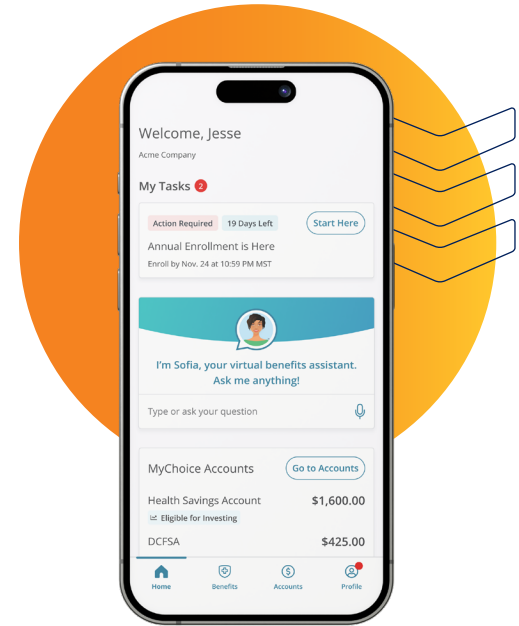 Welcome, Jesse
Acme Company
My Tasks 2
Action Required 19 Days Left Start Here
Annual Enrollment is Here
Enroll by Nov. 24 at 10:59 PM MST
I'm Sofia, your virtual benefits assistant.
Ask me anything!
Type or ask your question
MyChoice Accounts Go to Accounts
Health Savings Account $1,600.00
Eligible for Investing
DCFSA $425.00
Home Benefits Accounts Profile